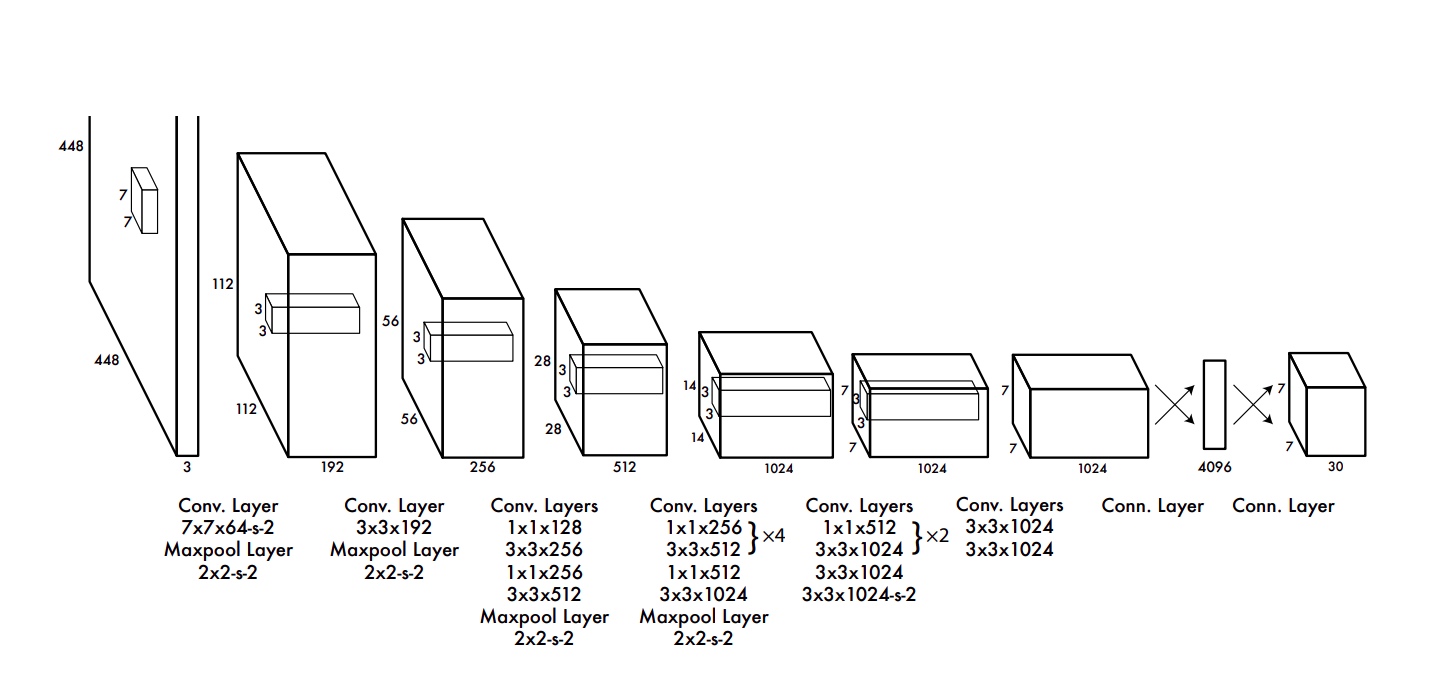 448
7
7
448
3
112
3
3
112
192
56
3
3
56
256
28
3
3
28
512
14
3
3
14
1024
7
3
3
7
1024
7
7
1024
4096
7
7
30
Conv. Layer
7x7x64-s-2
Maxpool Layer
2x2-s-2
Conv. Layer
3x3x192
Maxpool Layer
2x2-s-2
Conv. Layers
1x1x128
3x3x256
1x1x256
3x3x512
Maxpool Layer
2x2-s-2
Conv. Layers
1x1x256
3x3x512
}×4
1x1x512
3x3x1024
Maxpool Layer
2x2-s-2
Conv. Layers
1x1x512
3x3x1024
}×2
3x3x1024
3x3x1024-s-2
Conv. Layers
3x3x1024
3x3x1024
Conn. Layer
Conn. Layer